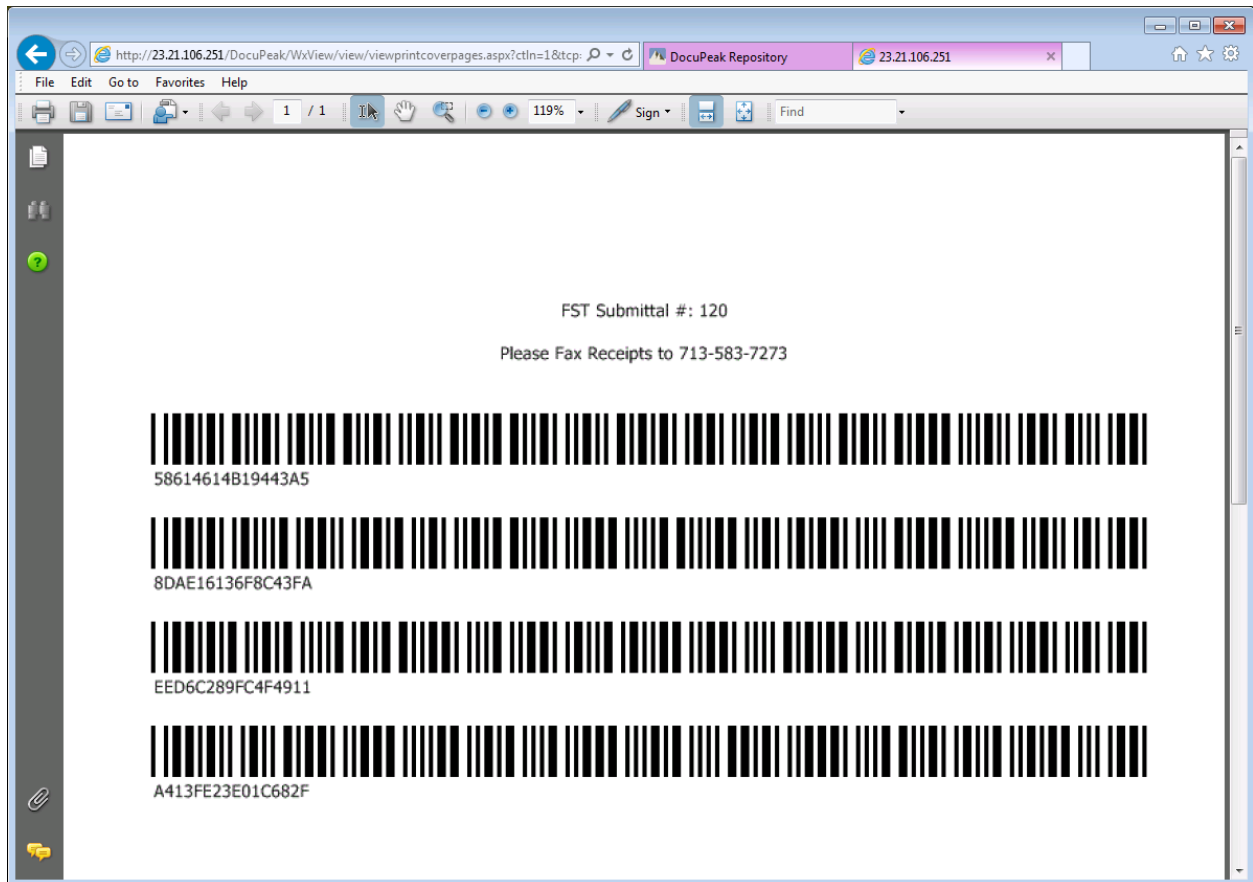 http://23.21.106.251/DocuPeak/WxView/view/viewprintcoverpages.aspx?ctIn=1&tcp:
DocuPeak Repository
23.21.106.251
File Edit Go to Favorites Help
1 / 1
119%
Sign
Find
FST Submittal #: 120
Please Fax Receipts to 713-583-7273
58614614B19443A5
8DAE16136F8C43FA
EED6C289FC4F4911
A413FE23E01C682F